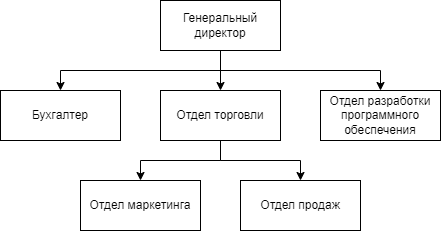 Генеральный
директор
Бухгалтер
Отдел торговли
Отдел разработки
программного
обеспечения
Отдел маркетинга
Отдел продаж